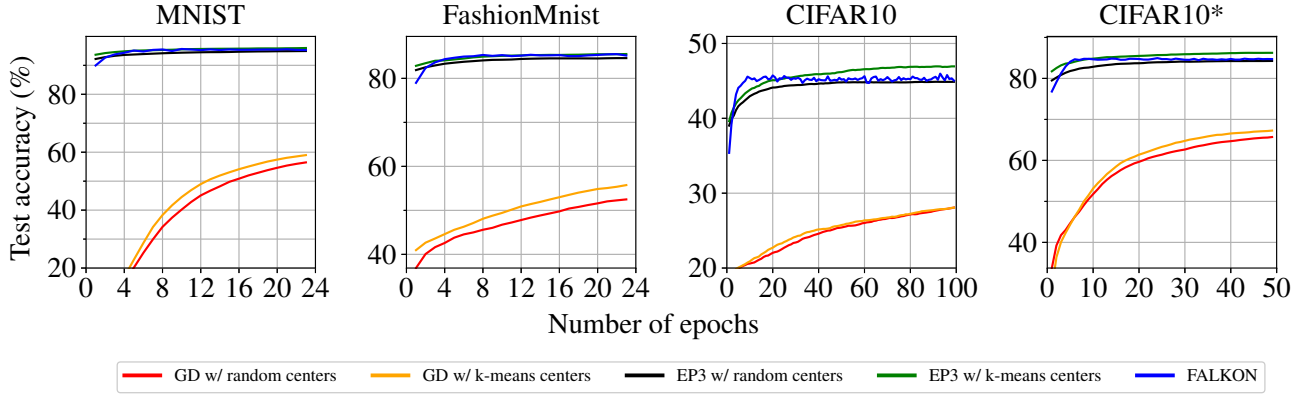 MNIST
FashionMnist
CIFAR10
CIFAR10*
Test accuracy (%)
80
60
40
20
0 4 8 12 16 20 24
80
60
40
0 4 8 12 16 20 24
50
40
30
20
0 20 40 60 80 100
80
60
40
0 10 20 30 40 50
Number of epochs
GD w/ random centers
GD w/ k-means centers
EP3 w/ random centers
EP3 w/ k-means centers
FALKON